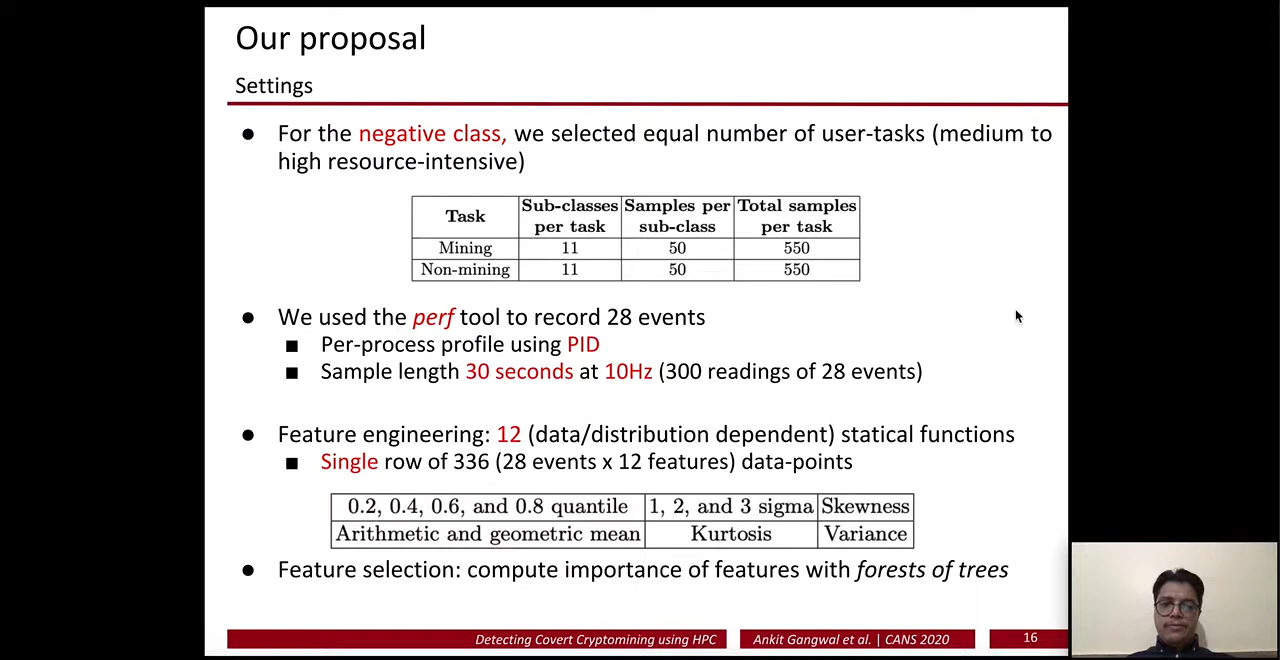 Our proposal
Settings
● For the negative class, we selected equal number of user-tasks (medium to
high resource-intensive)
Task Sub-classes per task Samples per sub-class Total samples per task
Mining 11 50 550
Non-mining 11 50 550
● We used the perf tool to record 28 events
■ Per-process profile using PID
■ Sample length 30 seconds at 10Hz (300 readings of 28 events)
● Feature engineering: 12 (data/distribution dependent) statical functions
■ Single row of 336 (28 events x 12 features) data-points
0.2, 0.4, 0.6, and 0.8 quantile 1, 2, and 3 sigma Skewness
Arithmetic and geometric mean Kurtosis Variance
● Feature selection: compute importance of features with forests of trees
Detecting Covert Cryptomining using HPC Ankit Gangwal et al. | CANS 2020 16